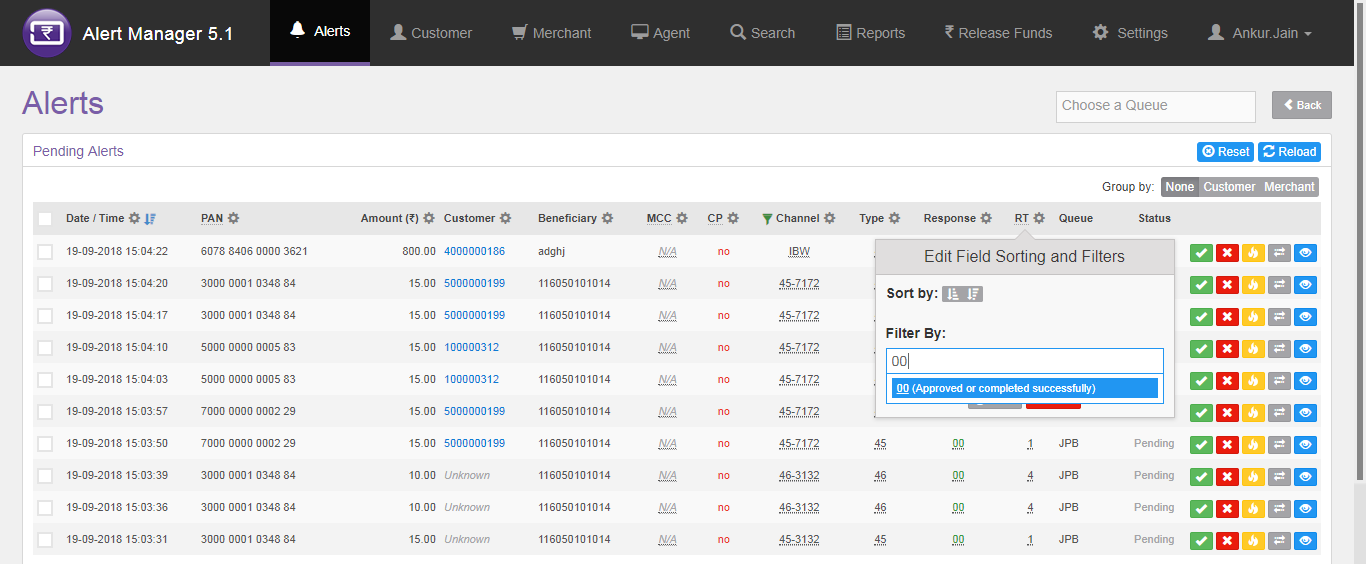 Alert Manager 5.1 Alerts Customer Merchant Agent Search Reports ₹ Release Funds Settings Ankur.Jain
Alerts Choose a Queue Back
Pending Alerts Reset Reload
Group by: None Customer Merchant
Date / Time PAN Amount (₹) Customer Beneficiary MCC CP Channel Type Response RT Queue Status
19-09-2018 15:04:22 6078 8406 0000 3621 800.00 4000000186 adghj N/A no IBW
Edit Field Sorting and Filters
19-09-2018 15:04:20 3000 0001 0348 84 15.00 5000000199 116050101014 N/A no 45-7172
Sort by:
19-09-2018 15:04:17 3000 0001 0348 84 15.00 5000000199 116050101014 N/A no 45-7172
Filter By:
19-09-2018 15:04:10 5000 0000 0005 83 15.00 100000312 116050101014 N/A no 45-7172
00
19-09-2018 15:04:03 5000 0000 0005 83 15.00 100000312 116050101014 N/A no 45-7172
00 (Approved or completed successfully)
19-09-2018 15:03:57 7000 0000 0002 29 15.00 5000000199 116050101014 N/A no 45-7172
19-09-2018 15:03:50 7000 0000 0002 29 15.00 5000000199 116050101014 N/A no 45-7172 45 00 1 JPB Pending
19-09-2018 15:03:39 3000 0001 0348 84 10.00 Unknown 116050101014 N/A no 46-3132 46 00 4 JPB Pending
19-09-2018 15:03:36 3000 0001 0348 84 10.00 Unknown 116050101014 N/A no 46-3132 46 00 4 JPB Pending
19-09-2018 15:03:31 3000 0001 0348 84 15.00 Unknown 116050101014 N/A no 45-3132 45 00 1 JPB Pending